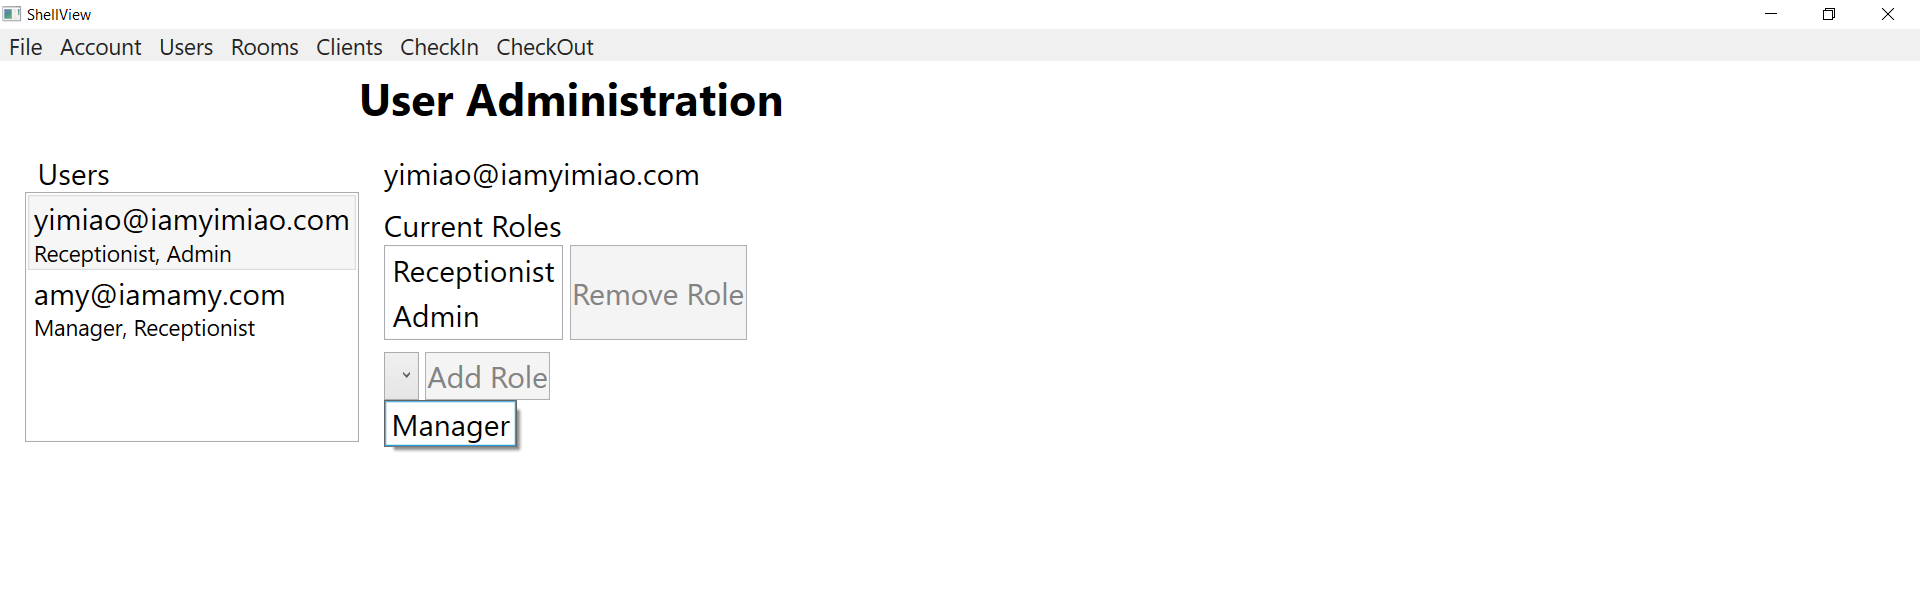 ShellView
File Account Users Rooms Clients CheckIn CheckOut
User Administration
Users
yimiao@iamyimiao.com
Receptionist, Admin
amy@iamamy.com
Manager, Receptionist
yimiao@iamyimiao.com
Current Roles
Receptionist
Admin
Remove Role
Add Role
Manager